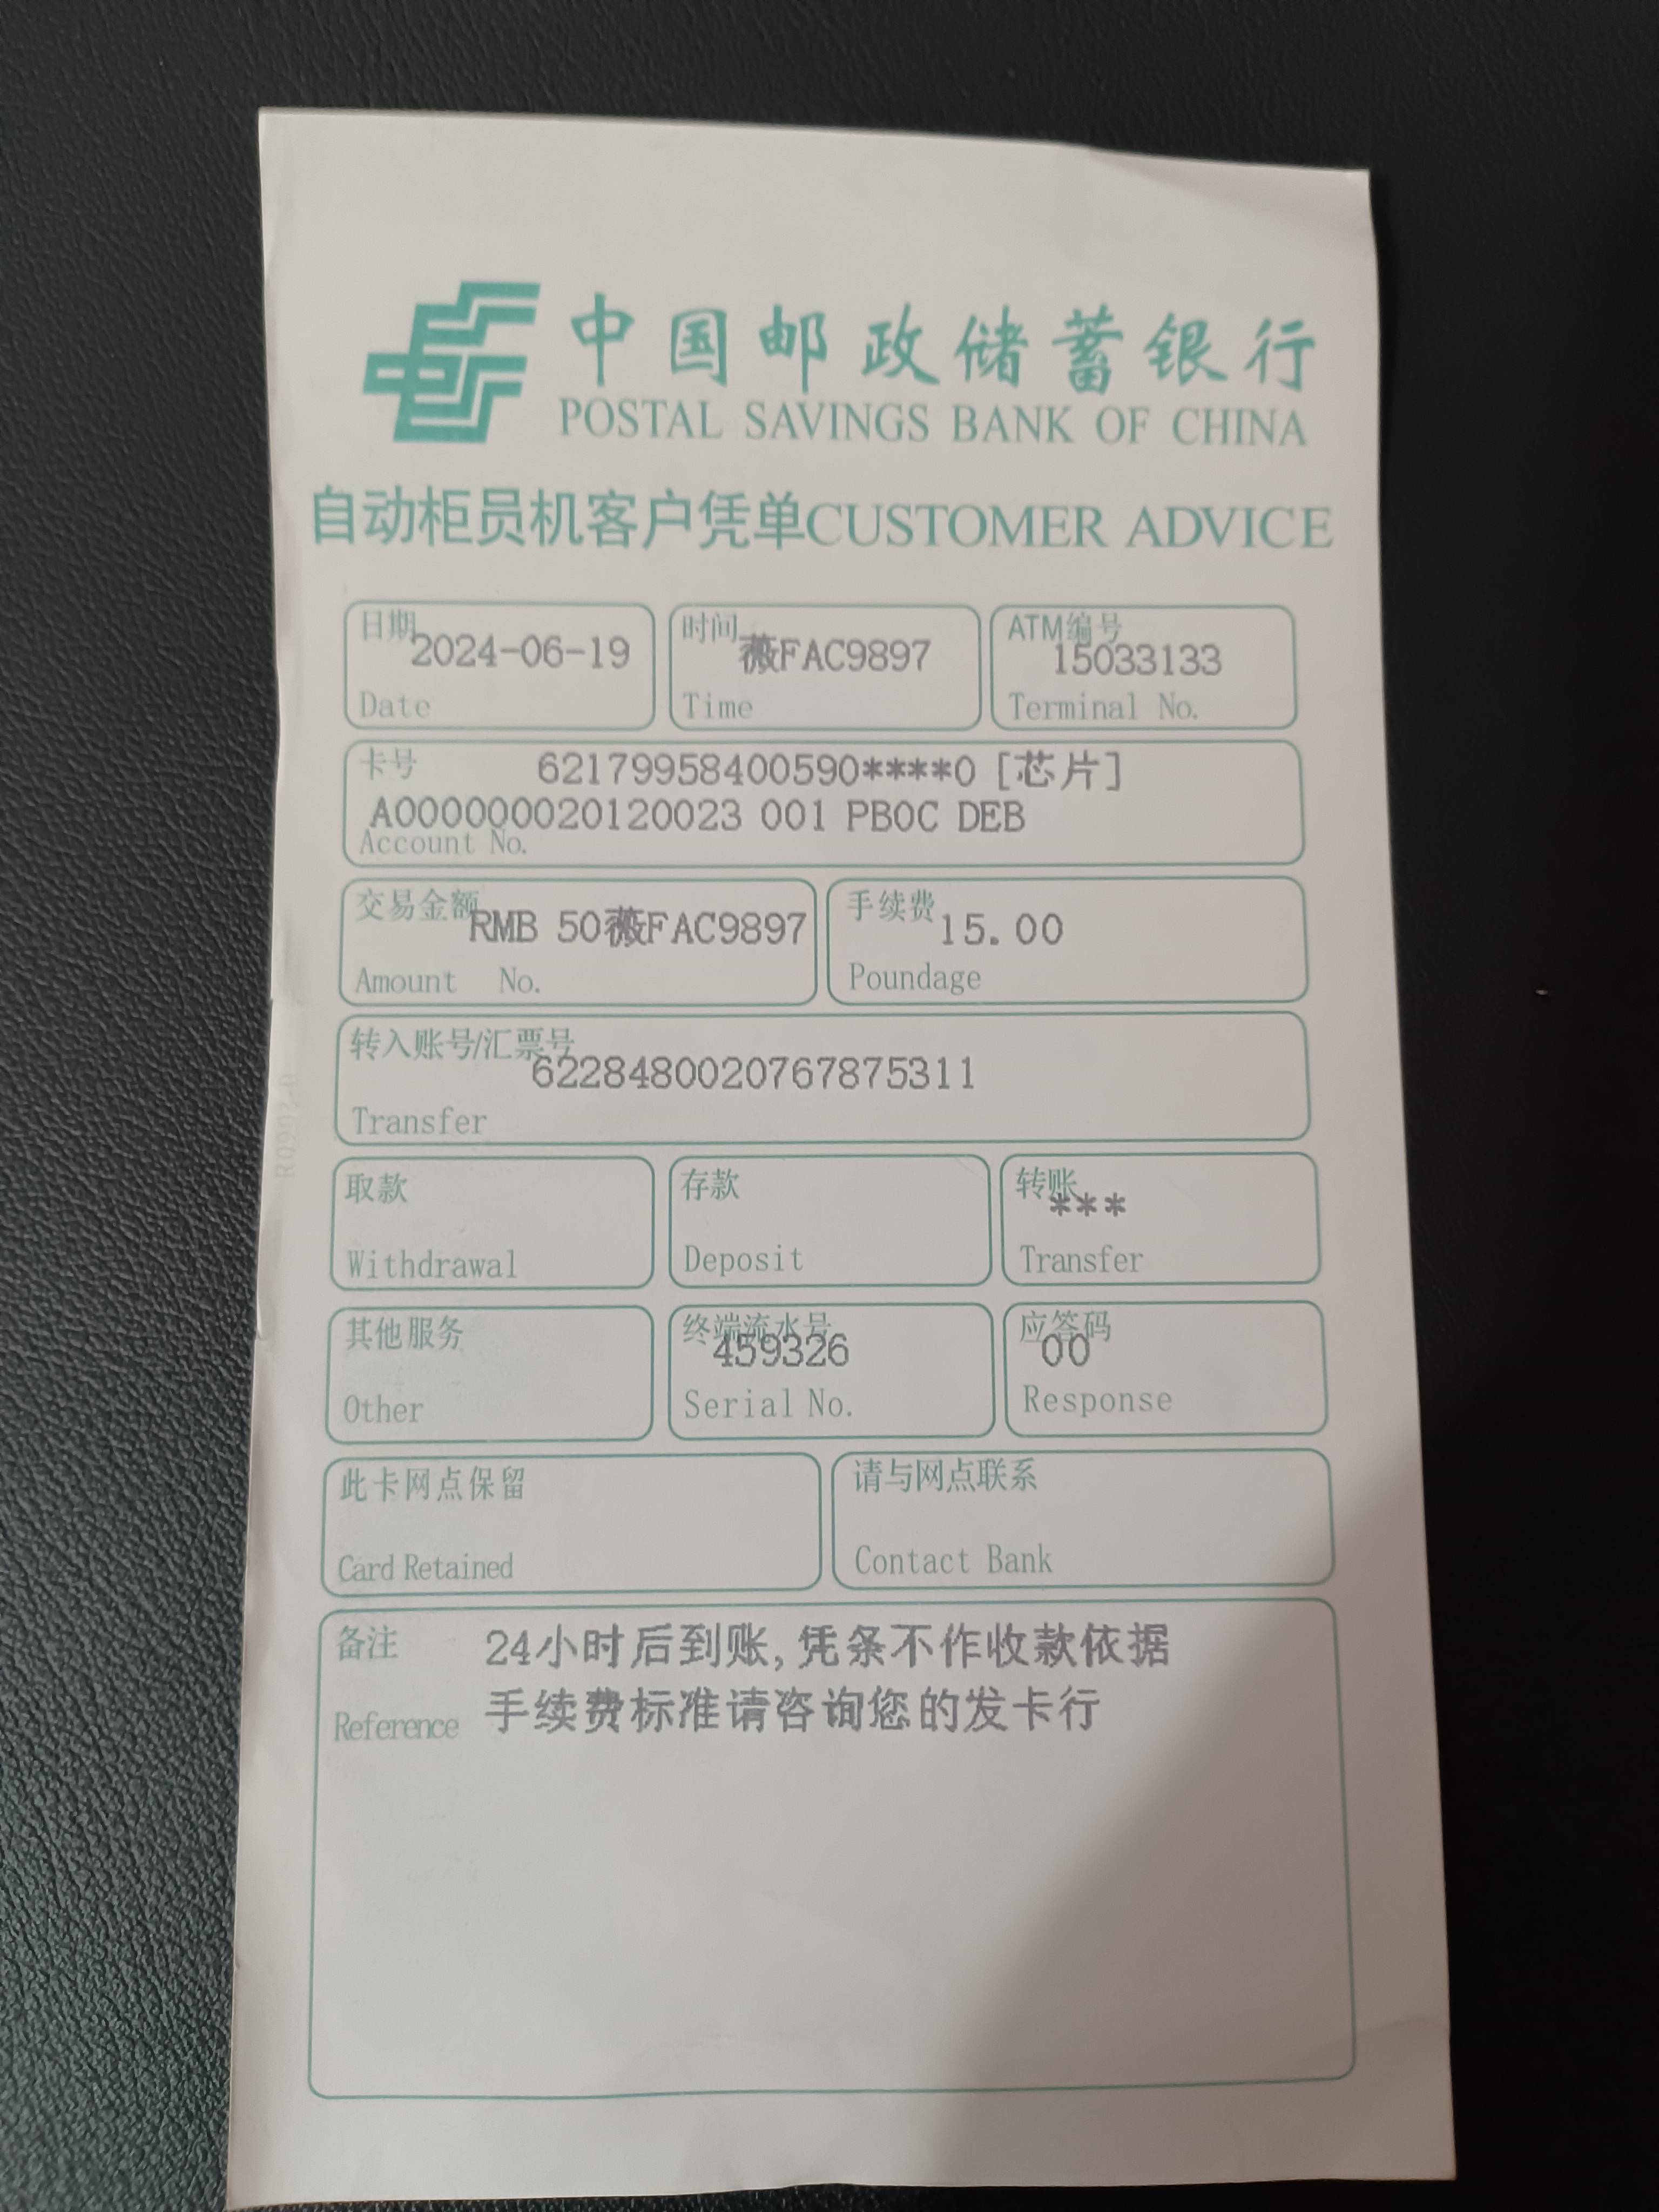 中国邮政储蓄银行
POSTAL SAVINGS BANK OF CHINA
自动柜员机客户凭单CUSTOMER ADVICE
日期 2024-06-19 Date
时间 薇FAC9897 Time
ATM编号 15033133 Terminal No.
卡号 62179958400590****0 [芯片]
A000000020120023 001 PBOC DEB
Account No.
交易金额 RMB 50薇FAC9897 Amount No.
手续费 15.00 Poundage
转入账号/汇票号 6228480020767875311
Transfer
取款 Withdrawal
存款 Deposit
转账 *** Transfer
其他服务 Other
终端流水号 459326 Serial No.
应答码 00 Response
此卡网点保留 Card Retained
请与网点联系 Contact Bank
备注 24小时后到账,凭条不作收款依据
Reference 手续费标准请咨询您的发卡行